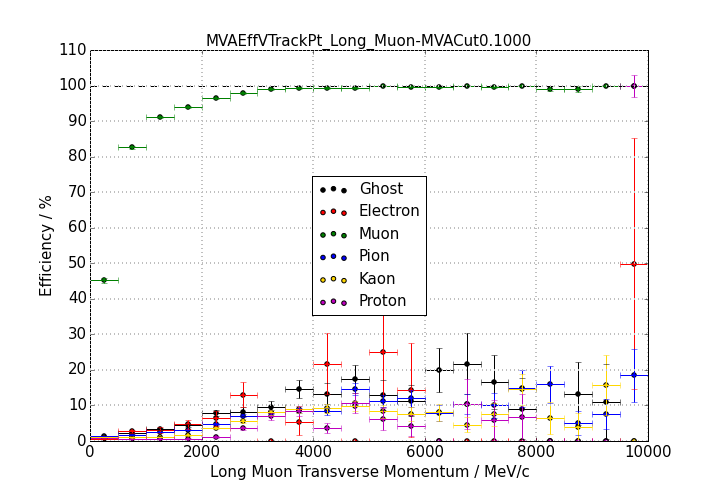 MVAEffVTrackPt_Long_Muon-MVACut0.1000
110
100
90
80
70
60
50
40
30
20
10
0
Efficiency / %
Ghost
Electron
Muon
Pion
Kaon
Proton
0 2000 4000 6000 8000 10000
Long Muon Transverse Momentum / MeV/c